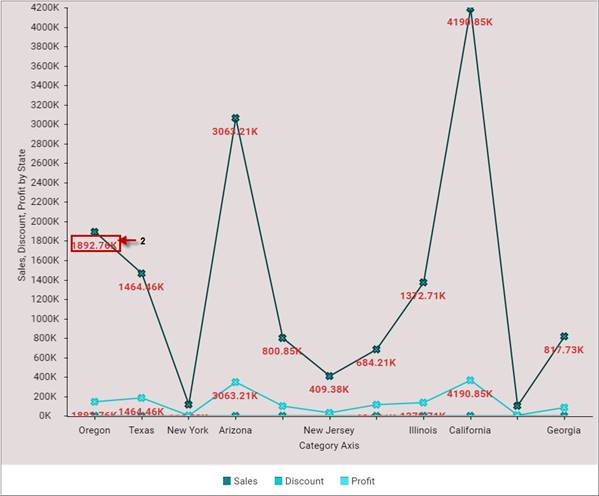 4200K
4000K
3800K
3600K
3400K
3200K
3000K
2800K
2600K
2400K
2200K
2000K
1800K
1600K
1400K
1200K
1000K
800K
600K
400K
200K
0K
Sales, Discount, Profit by State
4190.85K
3063.21K
1892.76K
2
1464.46K
1372.71K
800.85K
817.73K
684.21K
409.38K
3063.21K
4190.85K
1464.46K
Oregon Texas New York Arizona New Jersey Illinois California Georgia
Category Axis
Sales Discount Profit